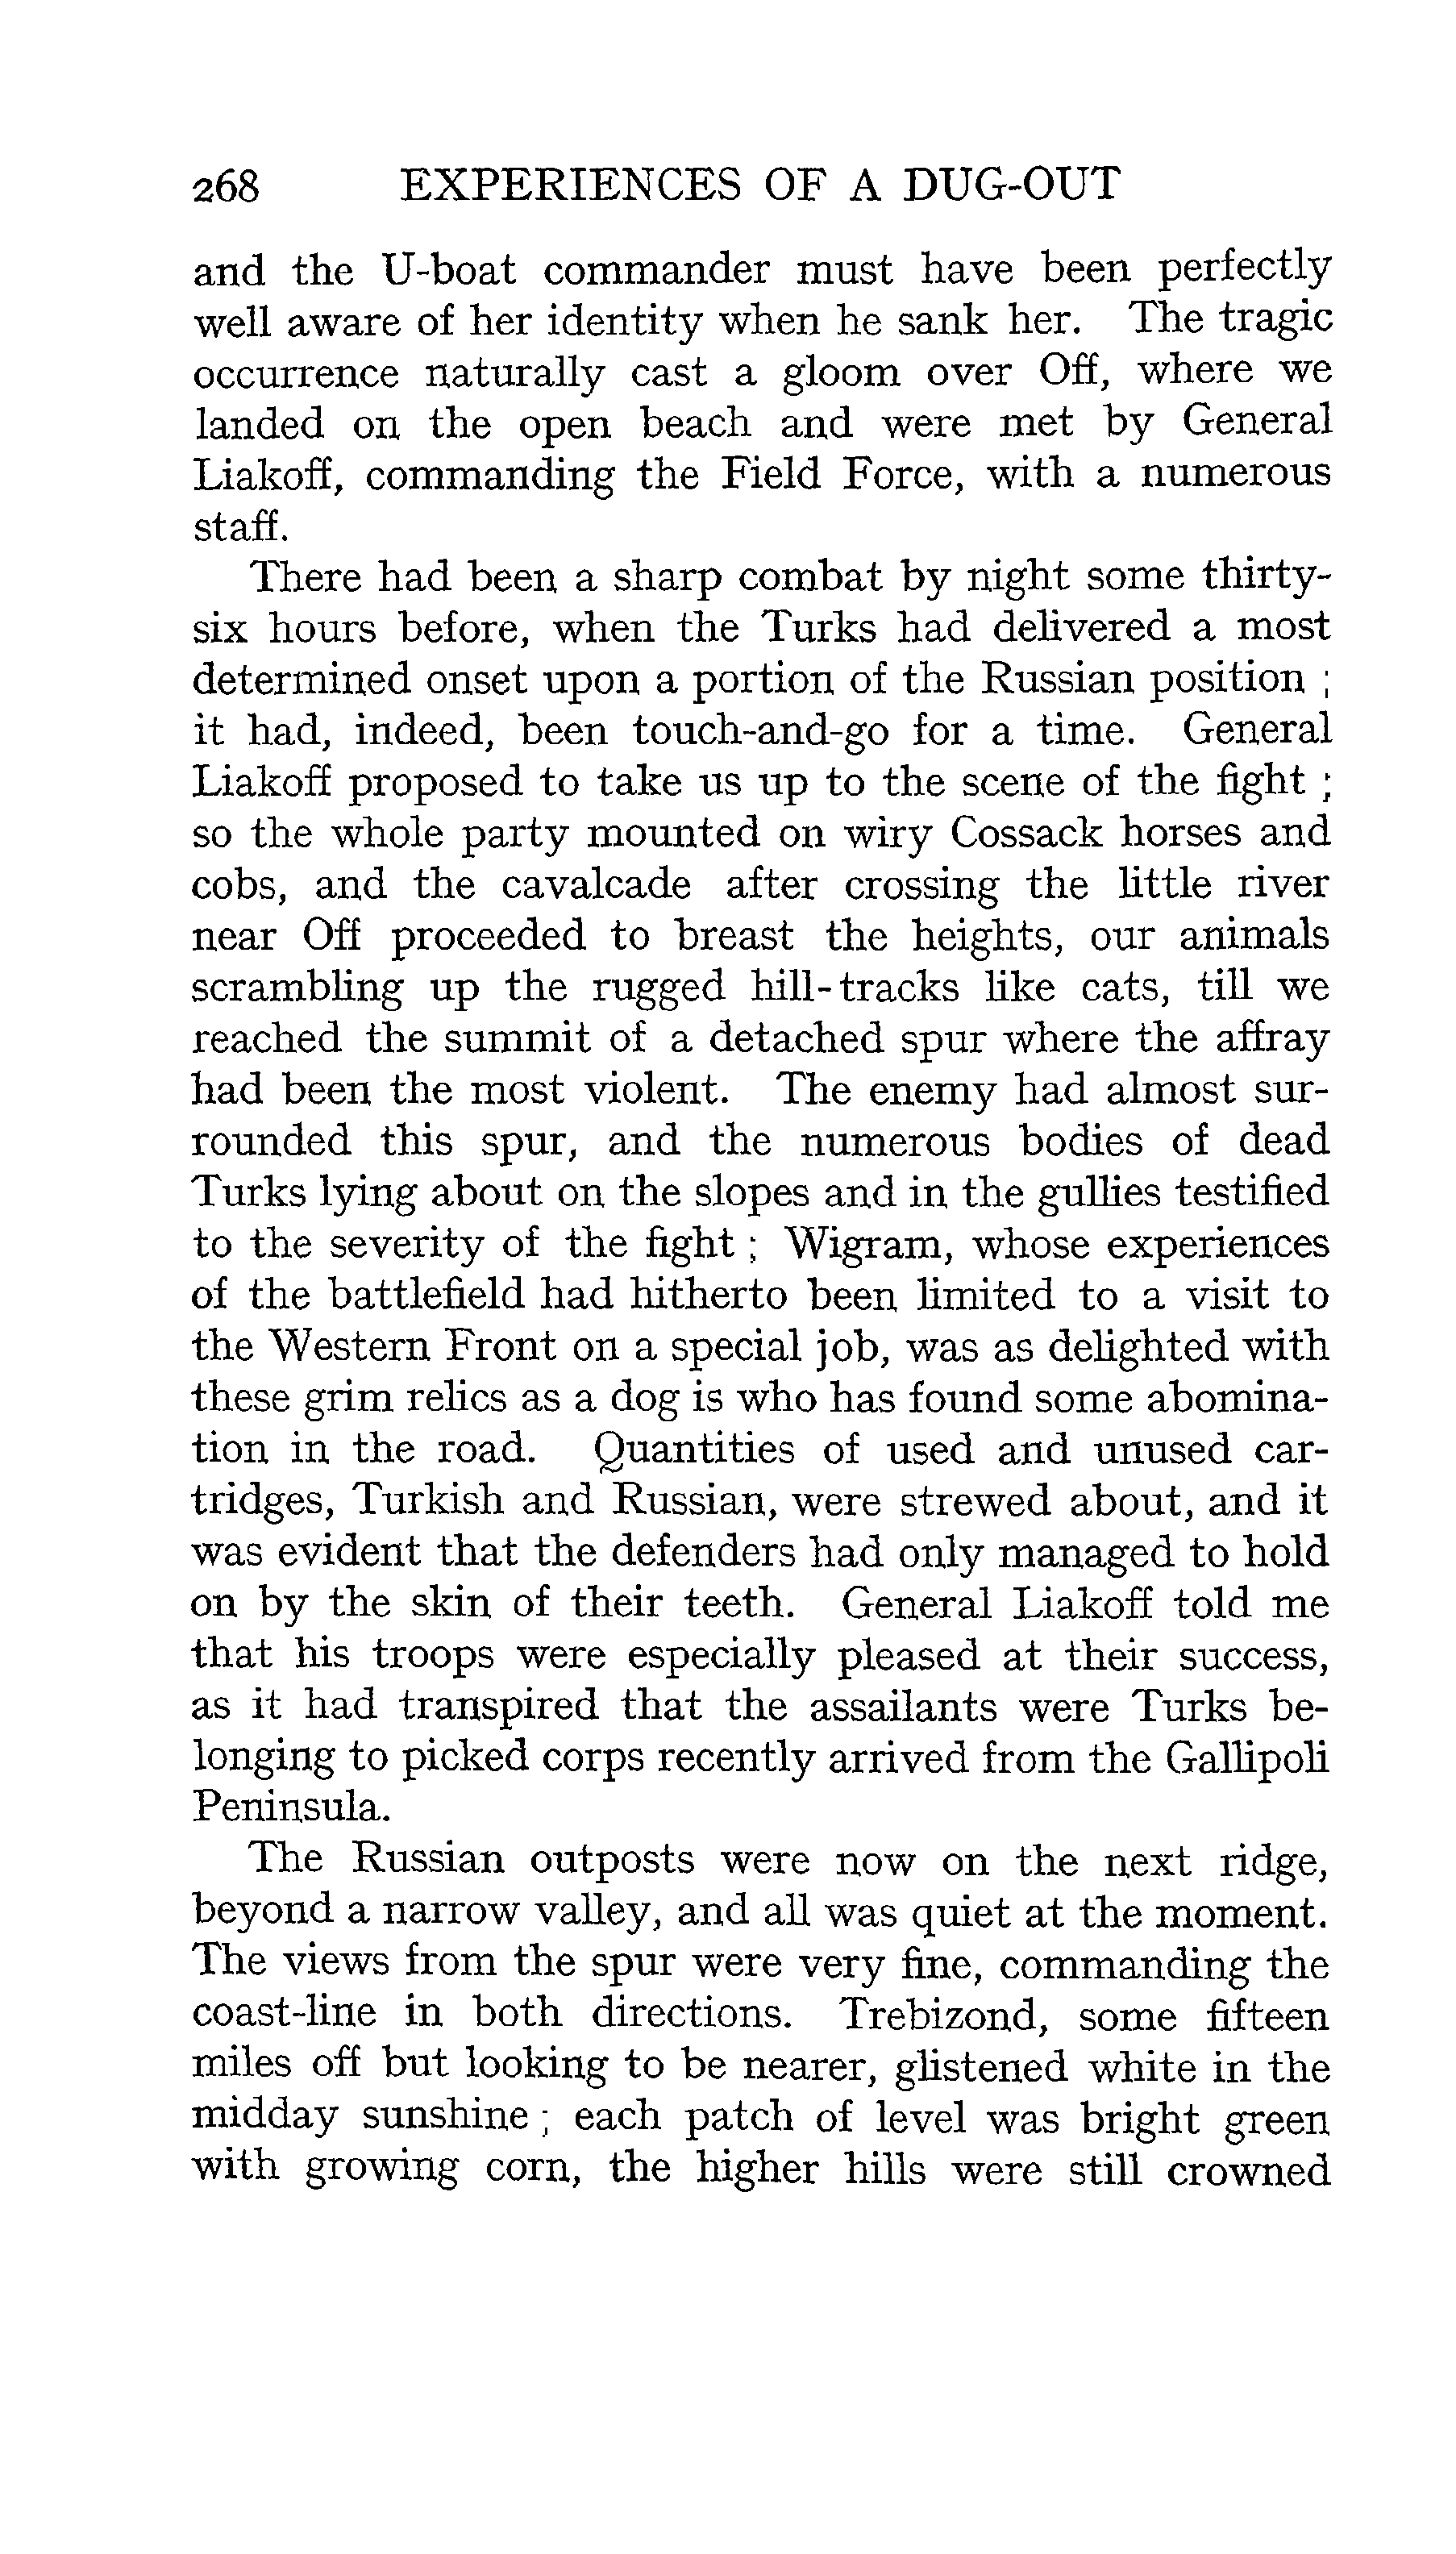 268 EXPERIENCES OF A DUG-OUT
and the U-boat commander must have been perfectly
well aware of her identity when he sank her. The tragic
occurrence naturally cast a gloom over Off, where we
landed on the open beach and were met by General
Liakoff, commanding the Field Force, with a numerous
staff.
There had been a sharp combat by night some thirty-
six hours before, when the Turks had delivered a most
determined onset upon a portion of the Russian position ;
it had, indeed, been touch-and-go for a time. General
Liakoff proposed to take us up to the scene of the fight ;
so the whole party mounted on wiry Cossack horses and
cobs, and the cavalcade after crossing the little river
near Off proceeded to breast the heights, our animals
scrambling up the rugged hill-tracks like cats, till we
reached the summit of a detached spur where the affray
had been the most violent. The enemy had almost sur-
rounded this spur, and the numerous bodies of dead
Turks lying about on the slopes and in the gullies testified
to the severity of the fight ; Wigram, whose experiences
of the battlefield had hitherto been limited to a visit to
the Western Front on a special job, was as delighted with
these grim relics as a dog is who has found some abomina-
tion in the road. Quantities of used and unused car-
tridges, Turkish and Russian, were strewed about, and it
was evident that the defenders had only managed to hold
on by the skin of their teeth. General Liakoff told me
that his troops were especially pleased at their success,
as it had transpired that the assailants were Turks be-
longing to picked corps recently arrived from the Gallipoli
Peninsula.
The Russian outposts were now on the next ridge,
beyond a narrow valley, and all was quiet at the moment.
The views from the spur were very fine, commanding the
coast-line in both directions. Trebizond, some fifteen
miles off but looking to be nearer, glistened white in the
midday sunshine ; each patch of level was bright green
with growing corn, the higher hills were still crowned